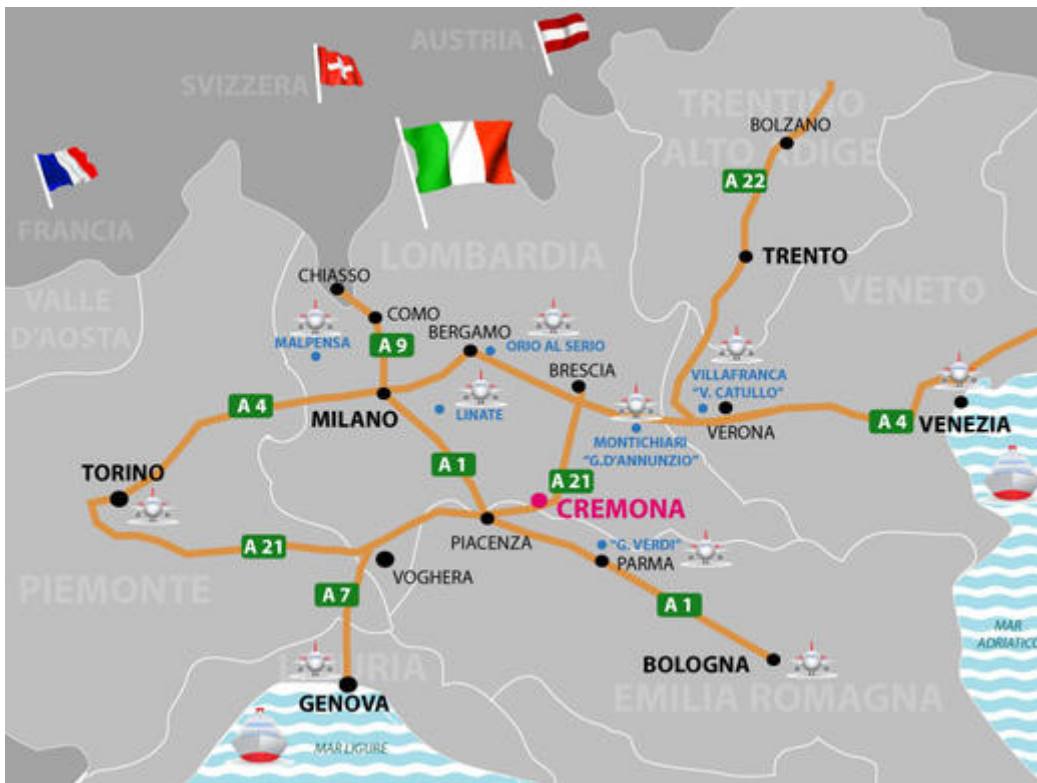 AUSTRIA
SVIZZERA
TRENTINO
ALTO ADIGE
BOLZANO
A 22
FRANCIA
LOMBARDIA
TRENTO
VALLE
D'AOSTA
VENETO
CHIASSO
COMO
MALPENSA
A 9
BERGAMO
ORIO AL SERIO
BRESCIA
VILLAFRANCA
"V. CATULLO"
A 4
MILANO
LINATE
MONTICHIARI
"G.D'ANNUNZIO"
VERONA
A 4
VENEZIA
TORINO
A 1
A 21
CREMONA
A 21
PIACENZA
"G. VERDI"
PARMA
PIEMONTE
VOGHERA
A 7
A 1
MAR
ADRIATICO
LIGURIA
BOLOGNA
GENOVA
EMILIA ROMAGNA
MAR LIGURE